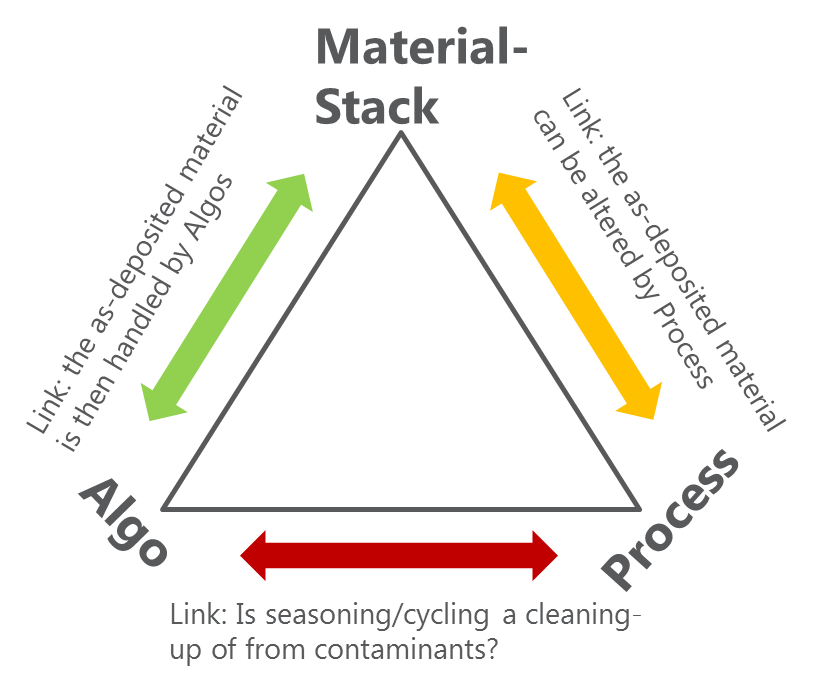 Material-
Stack
Link: the as-deposited material
is then handled by Algos
Link: the as-deposited material
can be altered by Process
Algo
Process
Link: Is seasoning/cycling a cleaning-
up of from contaminants?